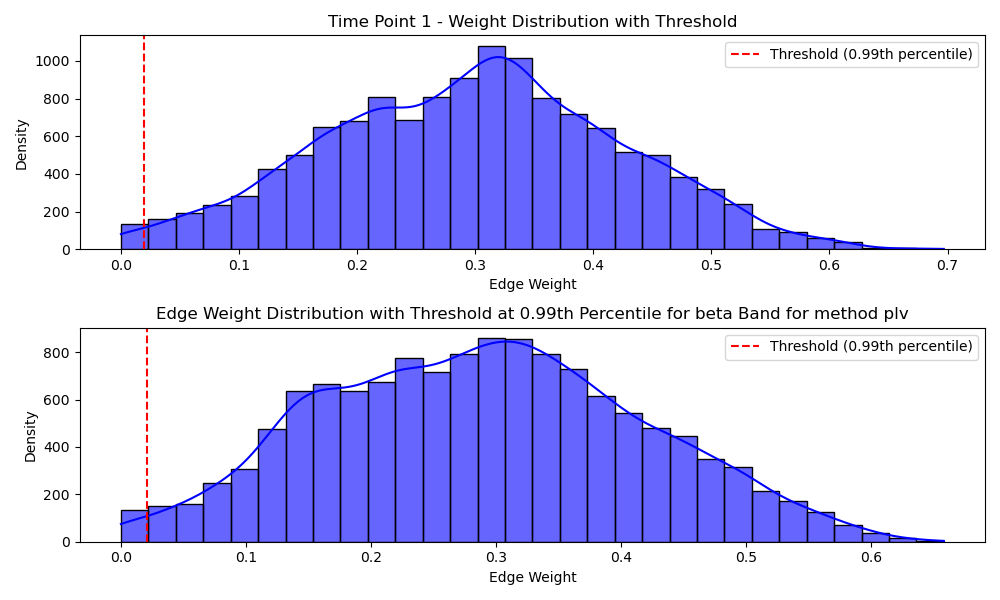 Time Point 1 - Weight Distribution with Threshold
Threshold (0.99th percentile)
Density
1000
800
600
400
200
0
0.0 0.1 0.2 0.3 0.4 0.5 0.6 0.7
Edge Weight
Edge Weight Distribution with Threshold at 0.99th Percentile for beta Band for method plv
Threshold (0.99th percentile)
Density
800
600
400
200
0
0.0 0.1 0.2 0.3 0.4 0.5 0.6
Edge Weight